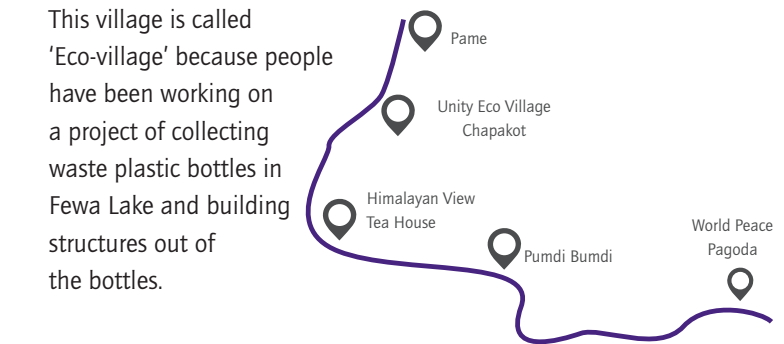 This village is called
‘Eco-village’ because people
have been working on
a project of collecting
waste plastic bottles in
Fewa Lake and building
structures out of
the bottles.
Pame
Unity Eco Village
Chapakot
Himalayan View
Tea House
Pumdi Bumdi
World Peace
Pagoda